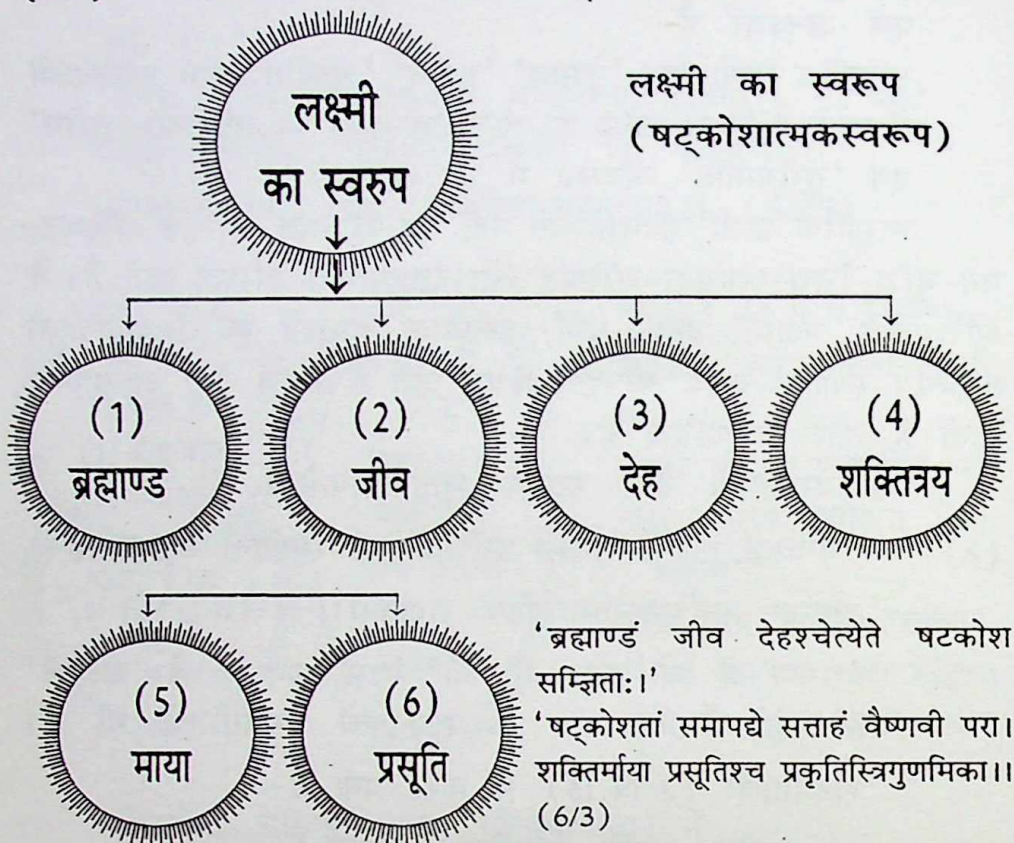 लक्ष्मी
का स्वरुप
लक्ष्मी का स्वरूप
(षट्कोशात्मकस्वरूप)
(1)
ब्रह्माण्ड
(2)
जीव
(3)
देह
(4)
शक्तित्रय
(5)
माया
(6)
प्रसूति
‘ब्रह्माण्डं जीव देहश्चेत्येते षटकोश
सम्ज्ञिताः।’
‘षट्कोशतां समापद्ये सत्ताहं वैष्णवी परा।
शक्तिर्माया प्रसूतिश्च प्रकृतिस्त्रिगुणमिका।।
(6/3)